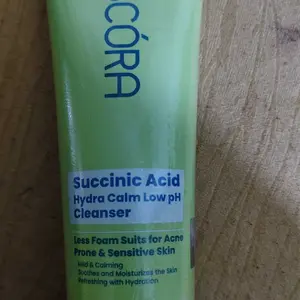 CÓRA
Succinic Acid
Hydra Calm Low pH
Cleanser
Less Foam Suits for Acne
Prone & Sensitive Skin
Mild & Calming
Soothes and Moisturizes the Skin
Refreshing with Hydration